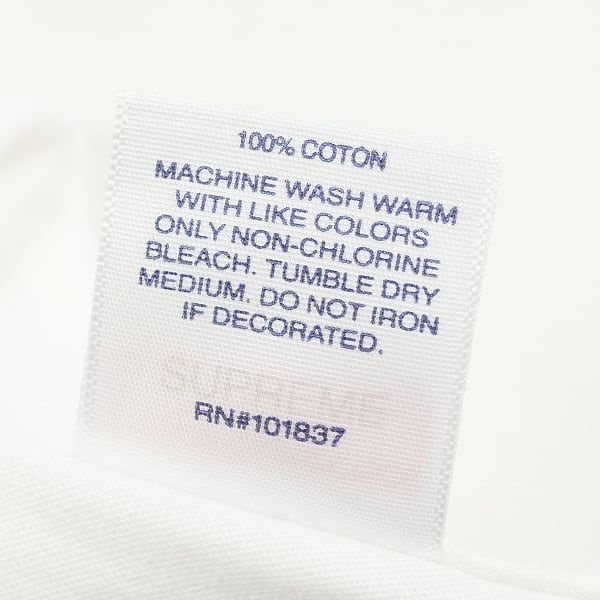 100% COTON
MACHINE WASH WARM
WITH LIKE COLORS
ONLY NON-CHLORINE
BLEACH. TUMBLE DRY
MEDIUM. DO NOT IRON
IF DECORATED.
SUPREME
RN#101837